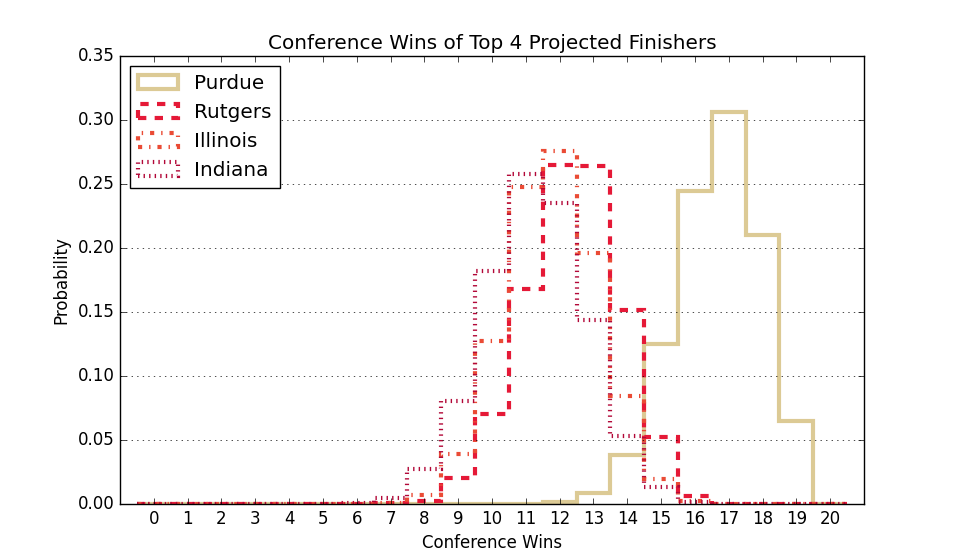 Conference Wins of Top 4 Projected Finishers
0.35
0.30
0.25
0.20
0.15
0.10
0.05
0.00
Probability
Purdue
Rutgers
Illinois
Indiana
0 1 2 3 4 5 6 7 8 9 10 11 12 13 14 15 16 17 18 19 20
Conference Wins